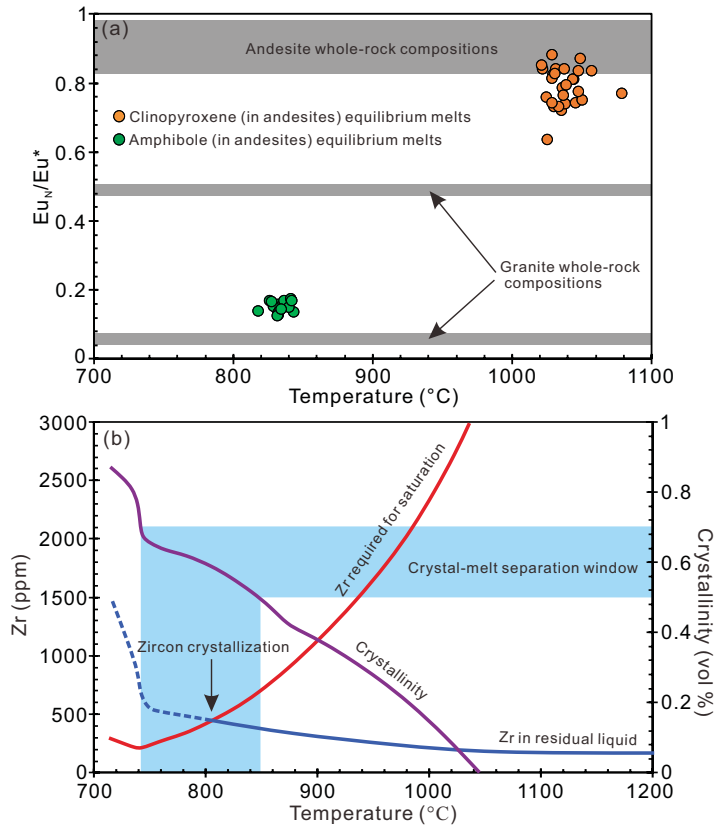 1
(a)
Andesite whole-rock compositions
0.8
Clinopyroxene (in andesites) equilibrium melts
Amphibole (in andesites) equilibrium melts
0.6
Eu_N/Eu*
0.4
Granite whole-rock
compositions
0.2
0
700 800 900 1000 1100
Temperature (°C)
3000 1
(b)
2500 0.8
Zr required for saturation
2000
Crystal-melt separation window
0.6
Zr (ppm)
Crystallinity (vol %)
1500
Zircon crystallization
0.4
1000
Crystallinity
0.2
500
Zr in residual liquid
0 0
700 800 900 1000 1100 1200
Temperature (°C)